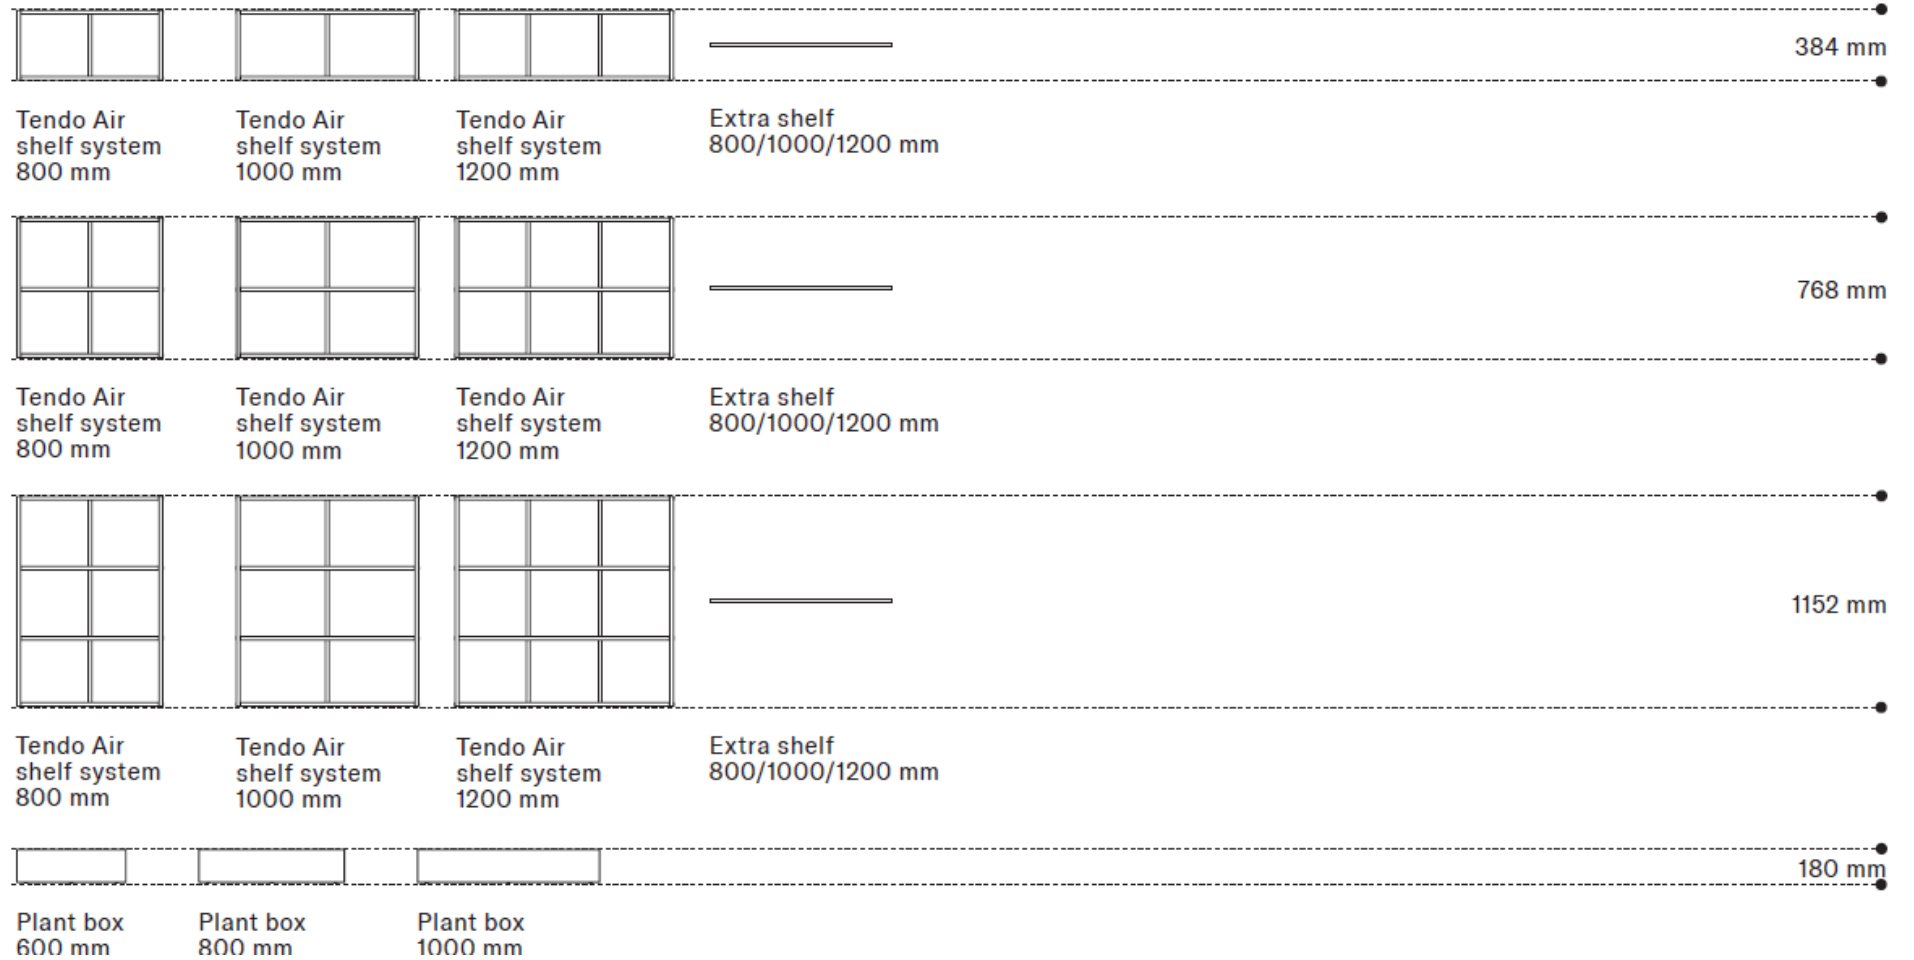 384 mm
Tendo Air
shelf system
800 mm
Tendo Air
shelf system
1000 mm
Tendo Air
shelf system
1200 mm
Extra shelf
800/1000/1200 mm
768 mm
Tendo Air
shelf system
800 mm
Tendo Air
shelf system
1000 mm
Tendo Air
shelf system
1200 mm
Extra shelf
800/1000/1200 mm
1152 mm
Tendo Air
shelf system
800 mm
Tendo Air
shelf system
1000 mm
Tendo Air
shelf system
1200 mm
Extra shelf
800/1000/1200 mm
180 mm
Plant box
600 mm
Plant box
800 mm
Plant box
1000 mm